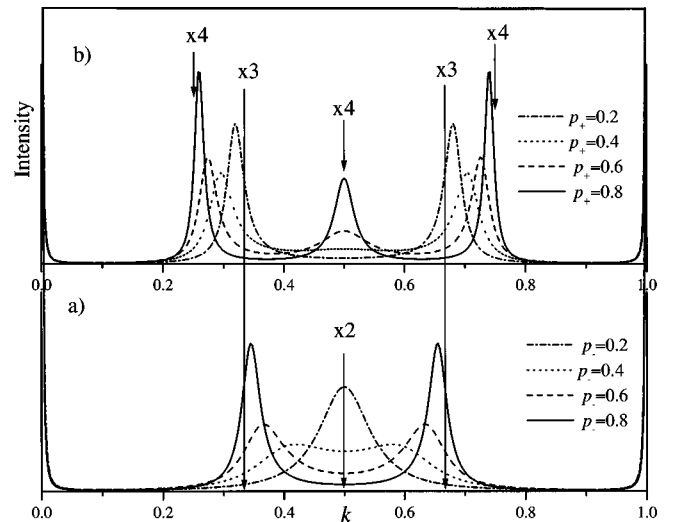 b)
x4
x3
x4
x3
x4
p+=0.2
p+=0.4
p+=0.6
p+=0.8
Intensity
0.0 0.2 0.4 0.6 0.8 1.0
a)
x2
p-=0.2
p-=0.4
p-=0.6
p-=0.8
0.0 0.2 0.4 0.6 0.8 1.0
k